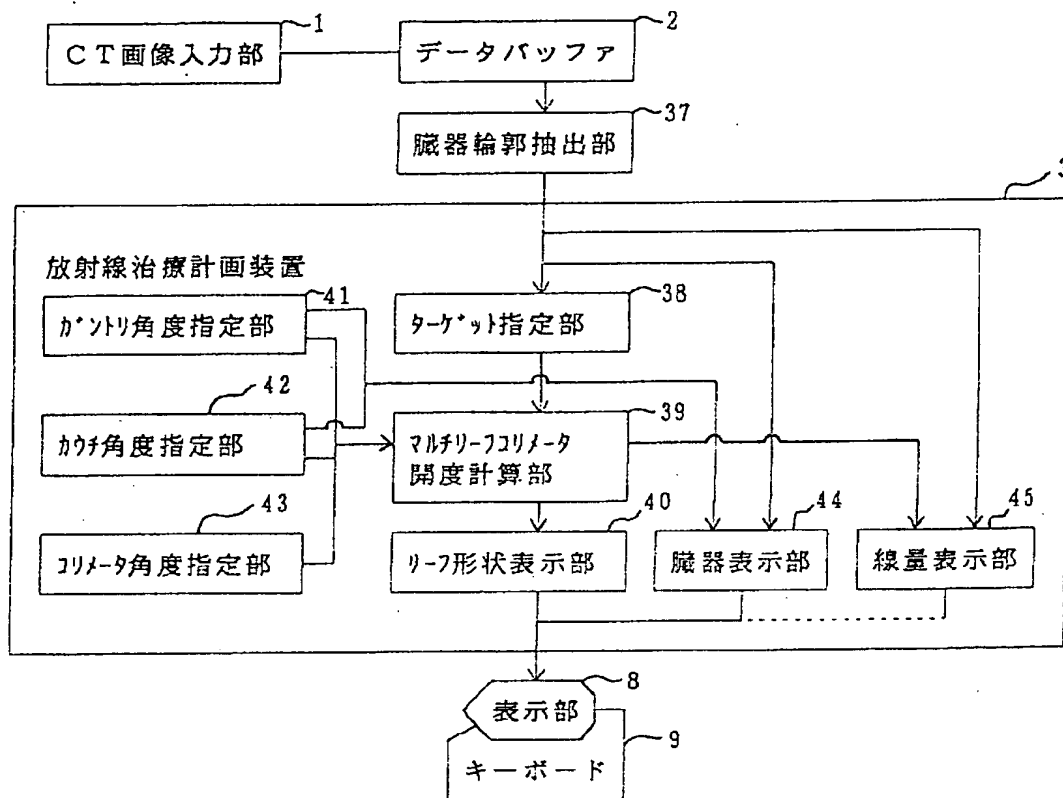 1
CT画像入力部
2
データバッファ
37
臓器輪郭抽出部
放射線治療計画装置
41
ガントリ角度指定部
38
ターゲット指定部
42
カウチ角度指定部
39
マルチリーフコリメータ
開度計算部
43
コリメータ角度指定部
40
リーフ形状表示部
44
臓器表示部
45
線量表示部
8
表示部
9
キーボード